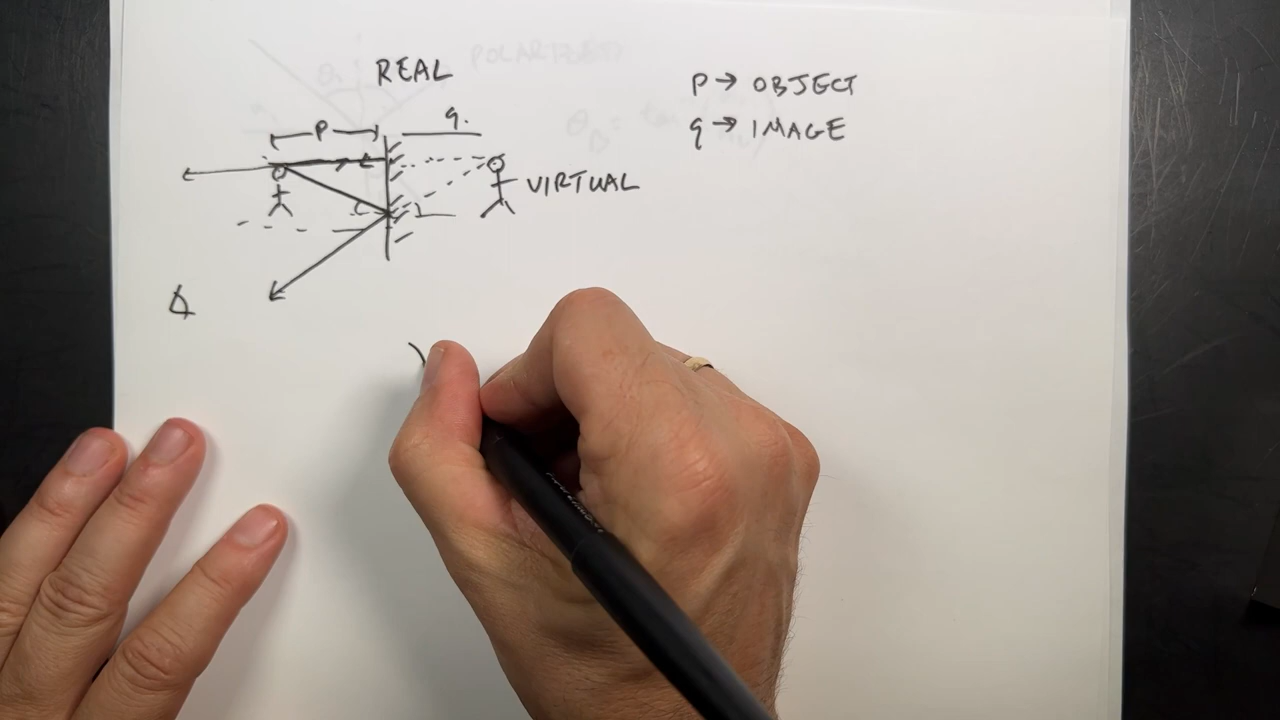 REAL
P → OBJECT
q → IMAGE
P
q.
VIRTUAL